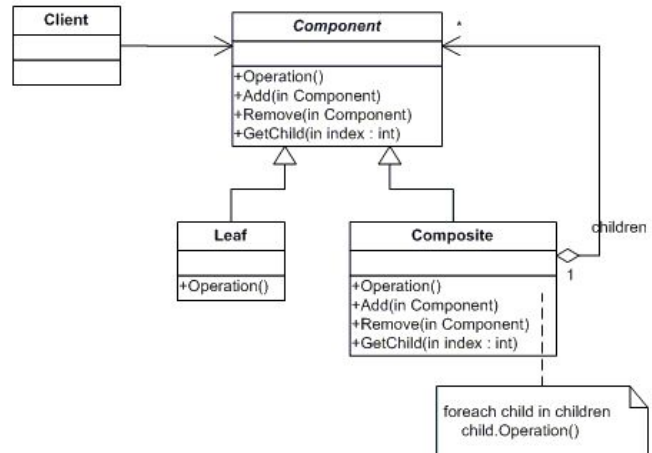 Client
Component
*
+Operation()
+Add(in Component)
+Remove(in Component)
+GetChild(in index : int)
children
Leaf
+Operation()
Composite
1
+Operation()
+Add(in Component)
+Remove(in Component)
+GetChild(in index : int)
foreach child in children
child.Operation()